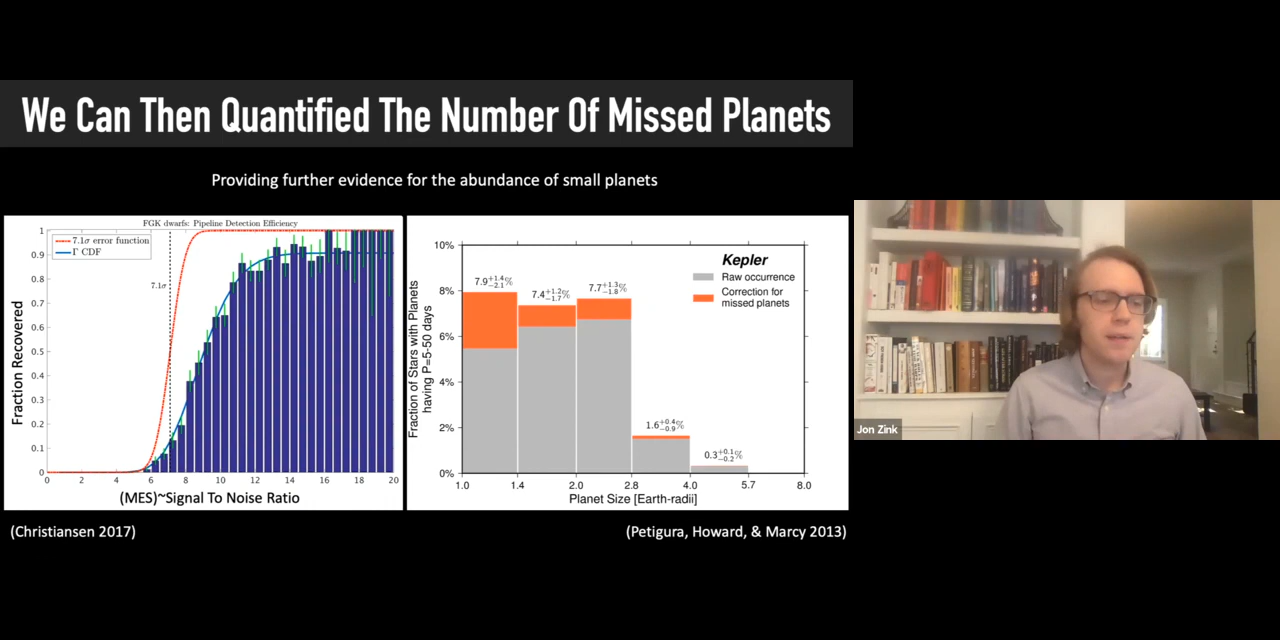 We Can Then Quantified The Number Of Missed Planets
Providing further evidence for the abundance of small planets
FGK dwarfs: Pipeline Detection Efficiency
7.1σ error function
Γ CDF
7.1σ
Fraction Recovered
1
0.9
0.8
0.7
0.6
0.5
0.4
0.3
0.2
0.1
0
0 2 4 6 8 10 12 14 16 18 20
(MES)~Signal To Noise Ratio
(Christiansen 2017)
Kepler
Raw occurrence
Correction for
missed planets
Fraction of Stars with Planets
having P=5-50 days
10%
8%
6%
4%
2%
0%
7.9+1.4−2.1%
7.4+1.2−1.7%
7.7+1.3−1.8%
1.6+0.4−0.9%
0.3+0.1−0.2%
1.0 1.4 2.0 2.8 4.0 5.7 8.0
Planet Size [Earth-radii]
(Petigura, Howard, & Marcy 2013)
Jon Zink